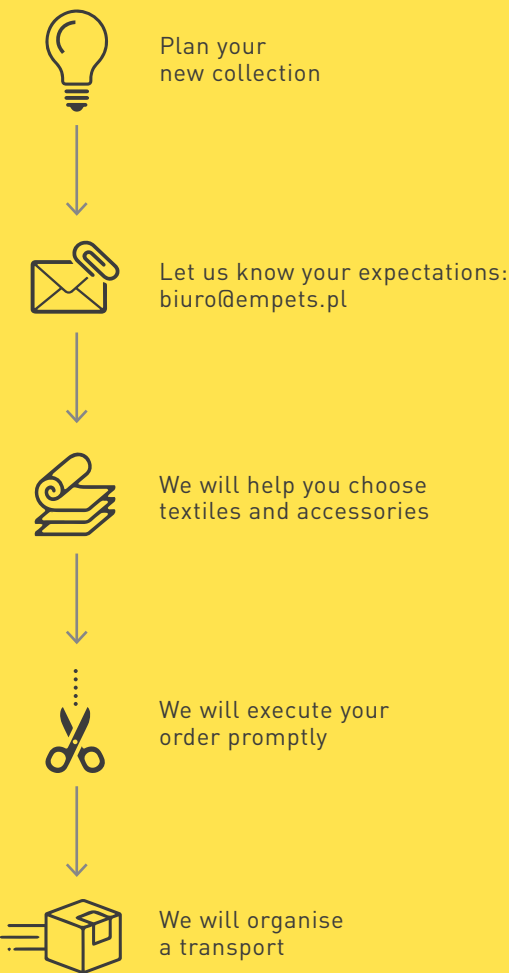 Plan your
new collection
Let us know your expectations:
biuro@empets.pl
We will help you choose
textiles and accessories
We will execute your
order promptly
We will organise
a transport